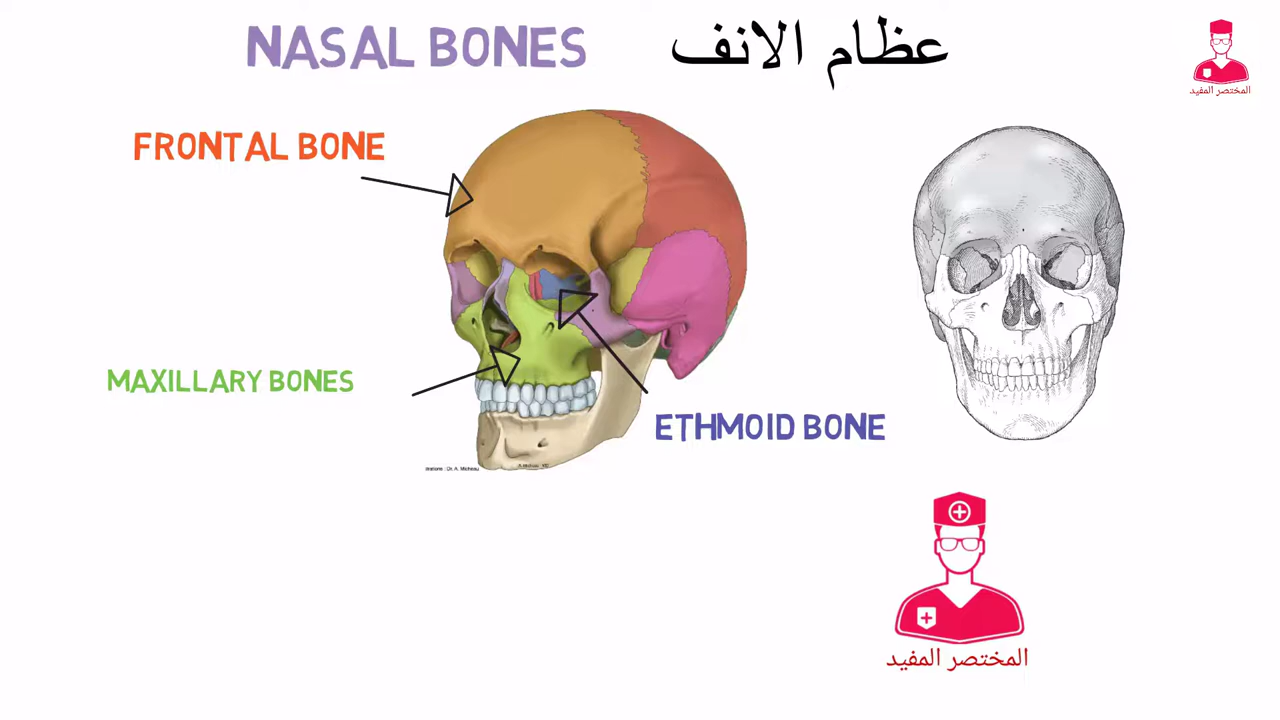 NASAL BONES عظام الانف
المختصر المفيد
FRONTAL BONE
MAXILLARY BONES
ETHMOID BONE
المختصر المفيد